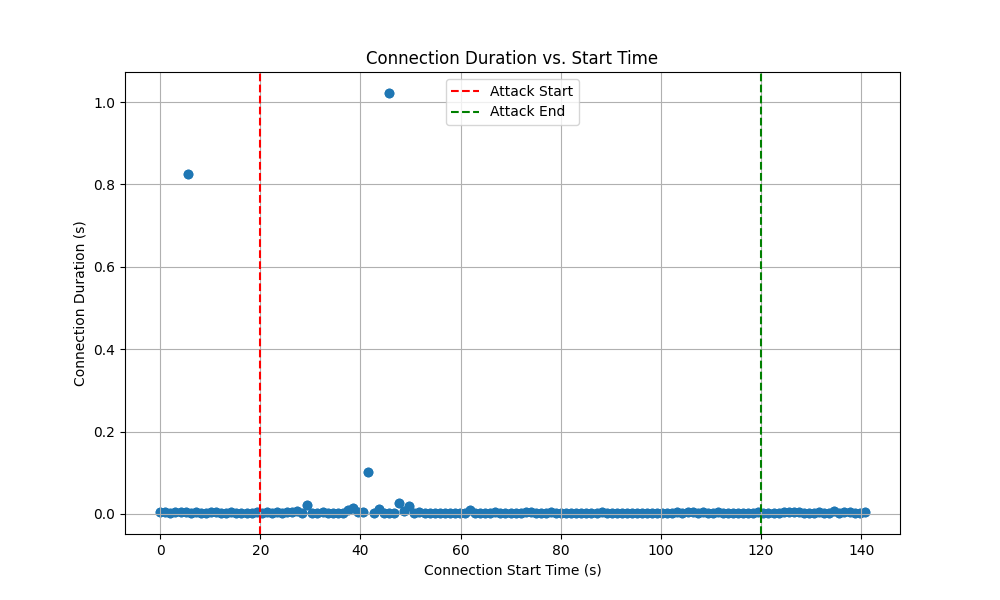 Connection Duration vs. Start Time
Attack Start
Attack End
Connection Duration (s)
1.0
0.8
0.6
0.4
0.2
0.0
0 20 40 60 80 100 120 140
Connection Start Time (s)